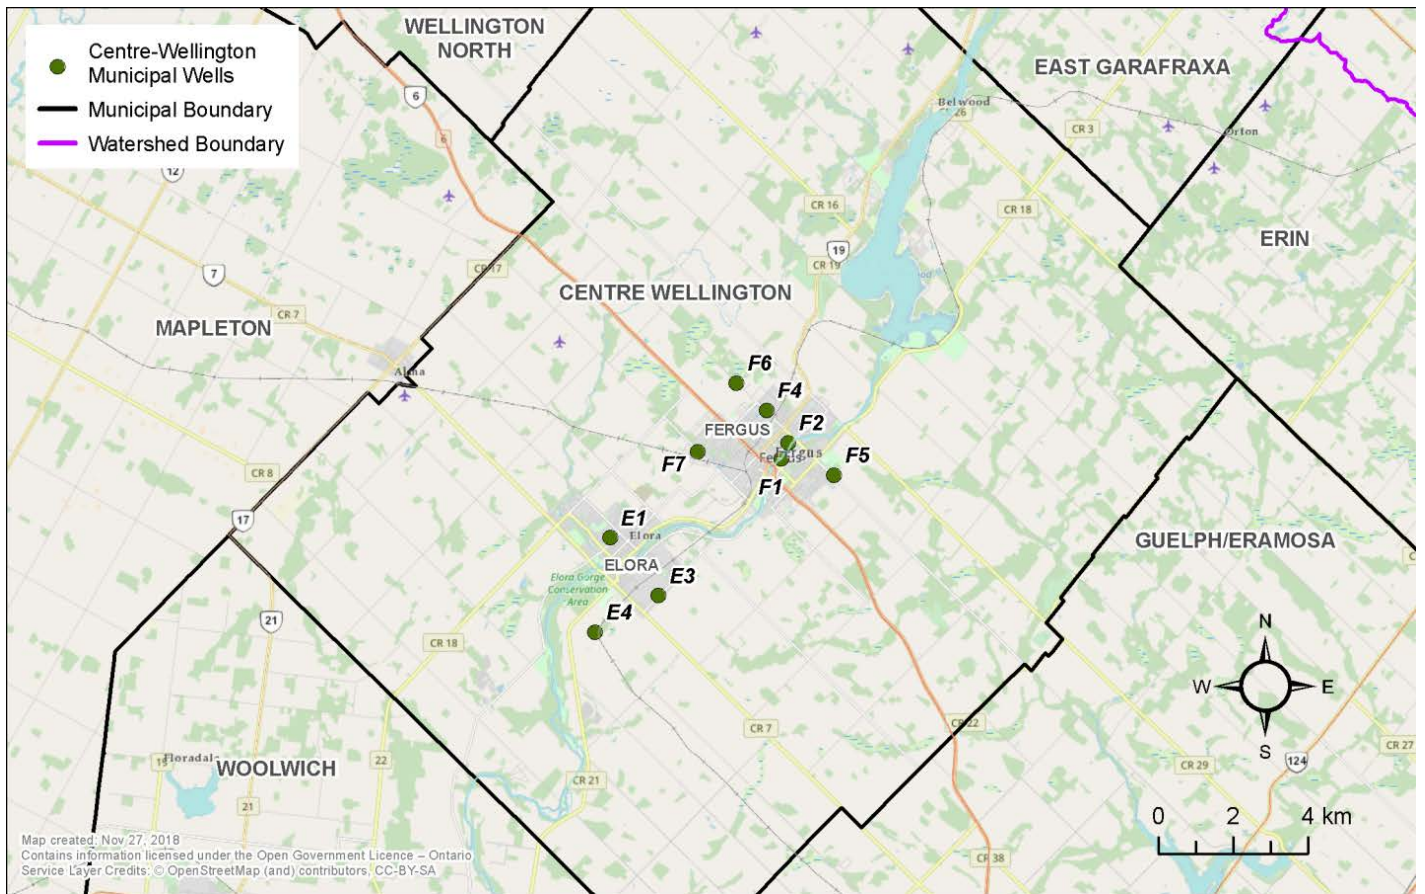 Centre-Wellington
Municipal Wells
Municipal Boundary
Watershed Boundary
WELLINGTON
NORTH
EAST GARAFRAXA
Belwood
CR 26
CR 3
Orton
6
6
12
CR 16
CR 18
19
CR 19
ERIN
7
CR 17
CENTRE WELLINGTON
CR 7
MAPLETON
Alma
F6
F4
F2
FERGUS
Fergus
F7
F5
F1
CR 8
17
E1
Elora
ELORA
GUELPH/ERAMOSA
Elora Gorge
Conservation
Area
E3
E4
21
CR 18
N
W
E
S
CR 7
CR 22
CR 27
Floradale
19
22
WOOLWICH
CR 21
CR 29
124
21
0 2 4 km
CR 38
Map created: Nov 27, 2018
Contains information licensed under the Open Government Licence – Ontario
Service Layer Credits: © OpenStreetMap (and) contributors, CC-BY-SA